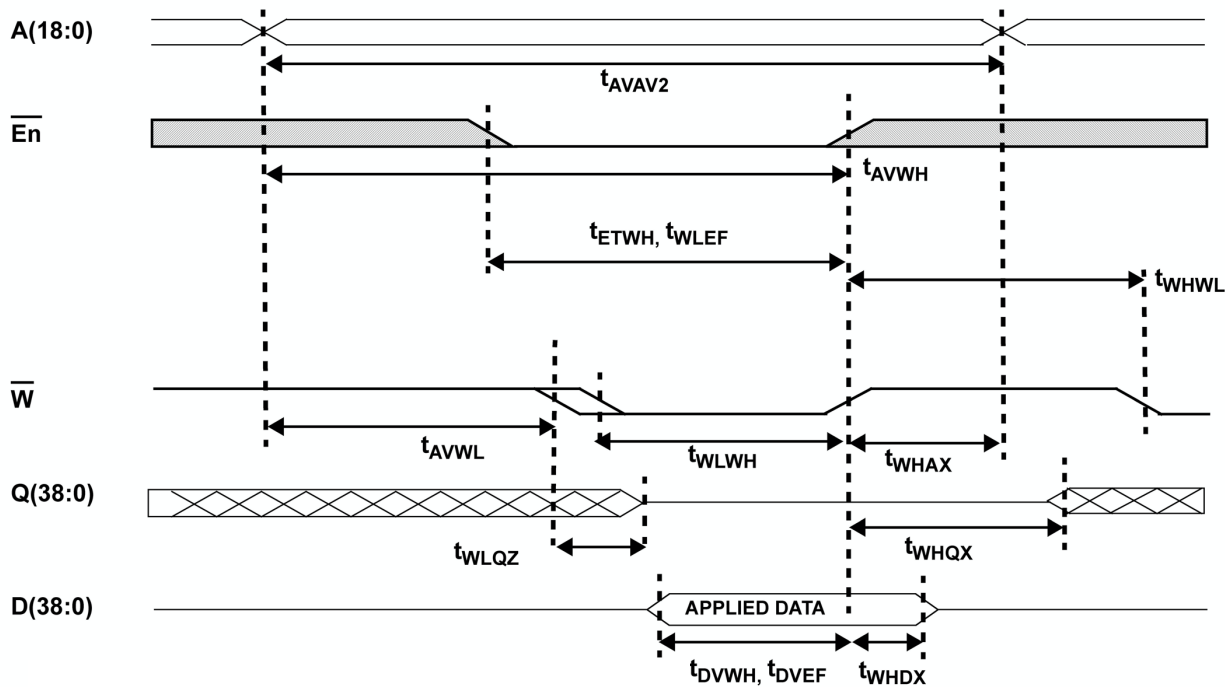 A(18:0)
tAVAV2
En
tAVWH
tETWH, tWLEF
tWHWL
W
tAVWL
tWLWH
tWHAX
Q(38:0)
tWLQZ
tWHQX
D(38:0)
APPLIED DATA
tDVWH, tDVEF
tWHDX